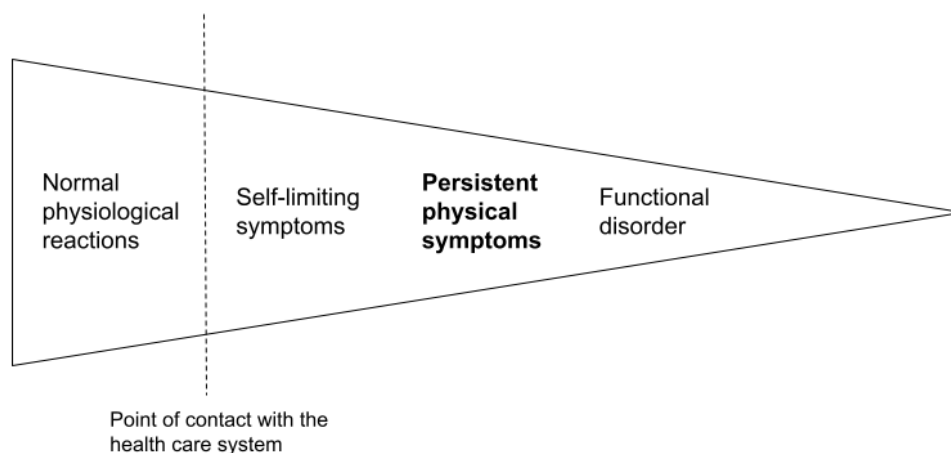 Normal
physiological
reactions
Self-limiting
symptoms
Persistent
physical
symptoms
Functional
disorder
Point of contact with the
health care system